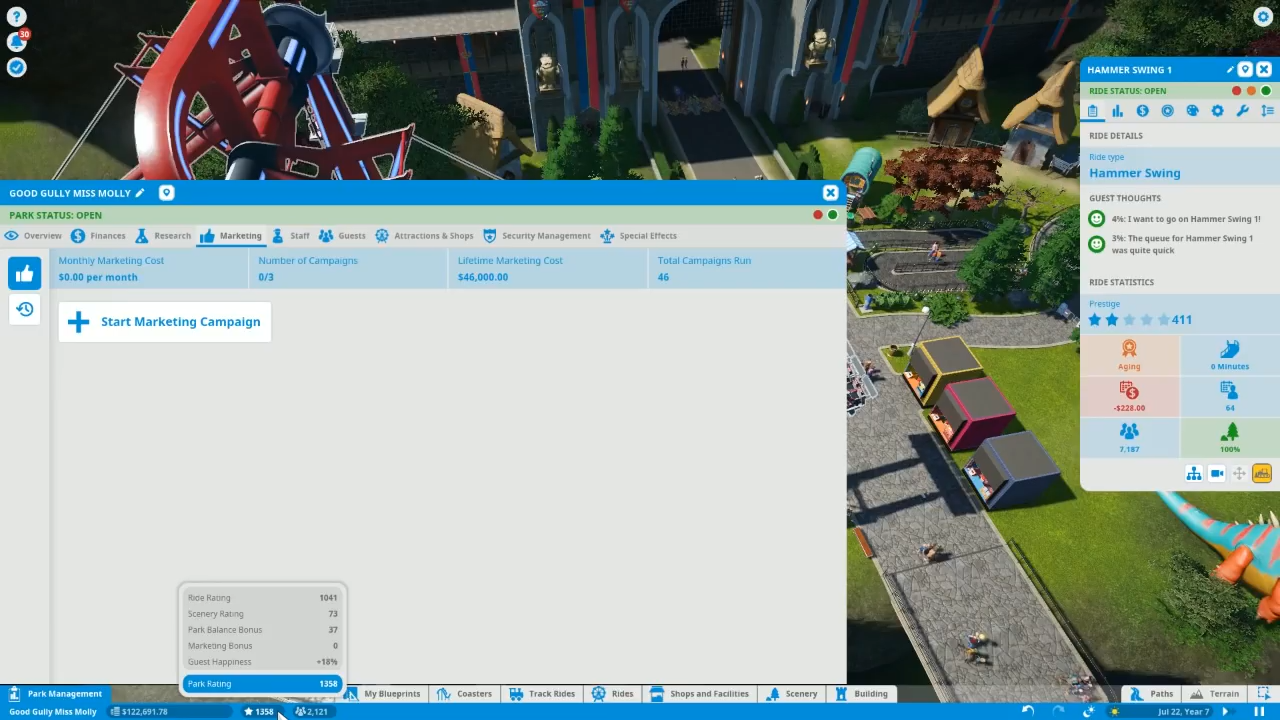 ?
30
GOOD GULLY MISS MOLLY
PARK STATUS: OPEN
Overview Finances Research Marketing Staff Guests Attractions & Shops Security Management Special Effects
Monthly Marketing Cost Number of Campaigns Lifetime Marketing Cost Total Campaigns Run
$0.00 per month 0/3 $46,000.00 46
Start Marketing Campaign
HAMMER SWING 1
RIDE STATUS: OPEN
RIDE DETAILS
Ride type
Hammer Swing
GUEST THOUGHTS
4%: I want to go on Hammer Swing 1!
3%: The queue for Hammer Swing 1
was quite quick
RIDE STATISTICS
Prestige
411
Aging 0 Minutes
-$228.00 64
7,187 100%
Ride Rating 1041
Scenery Rating 73
Park Balance Bonus 37
Marketing Bonus 0
Guest Happiness +18%
Park Rating 1358
Park Management My Blueprints Coasters Track Rides Rides Shops and Facilities Scenery Building Paths Terrain
Good Gully Miss Molly $122,691.78 1358 2,121 Jul 22, Year 7